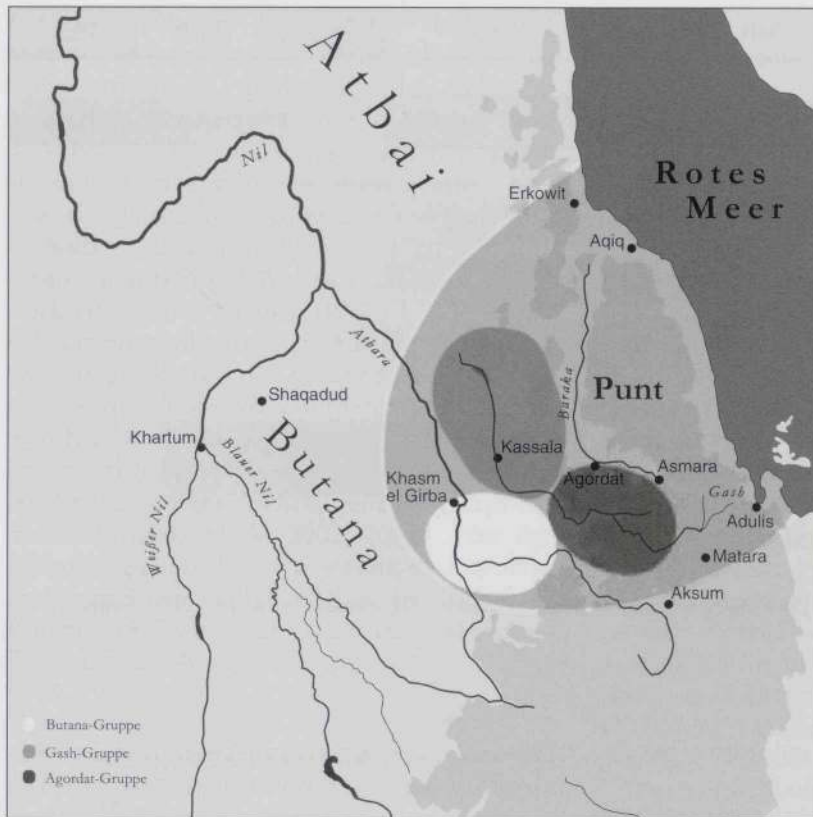 Atbai
Nil
Rotes
Meer
Erkowit
Aqiq
Atbara
Baraka
Punt
Shaqadud
Butana
Khartum
Blauer Nil
Weißer Nil
Kassala
Khasm
el Girba
Agordat
Asmara
Gash
Adulis
Matara
Aksum
Butana-Gruppe
Gash-Gruppe
Agordat-Gruppe